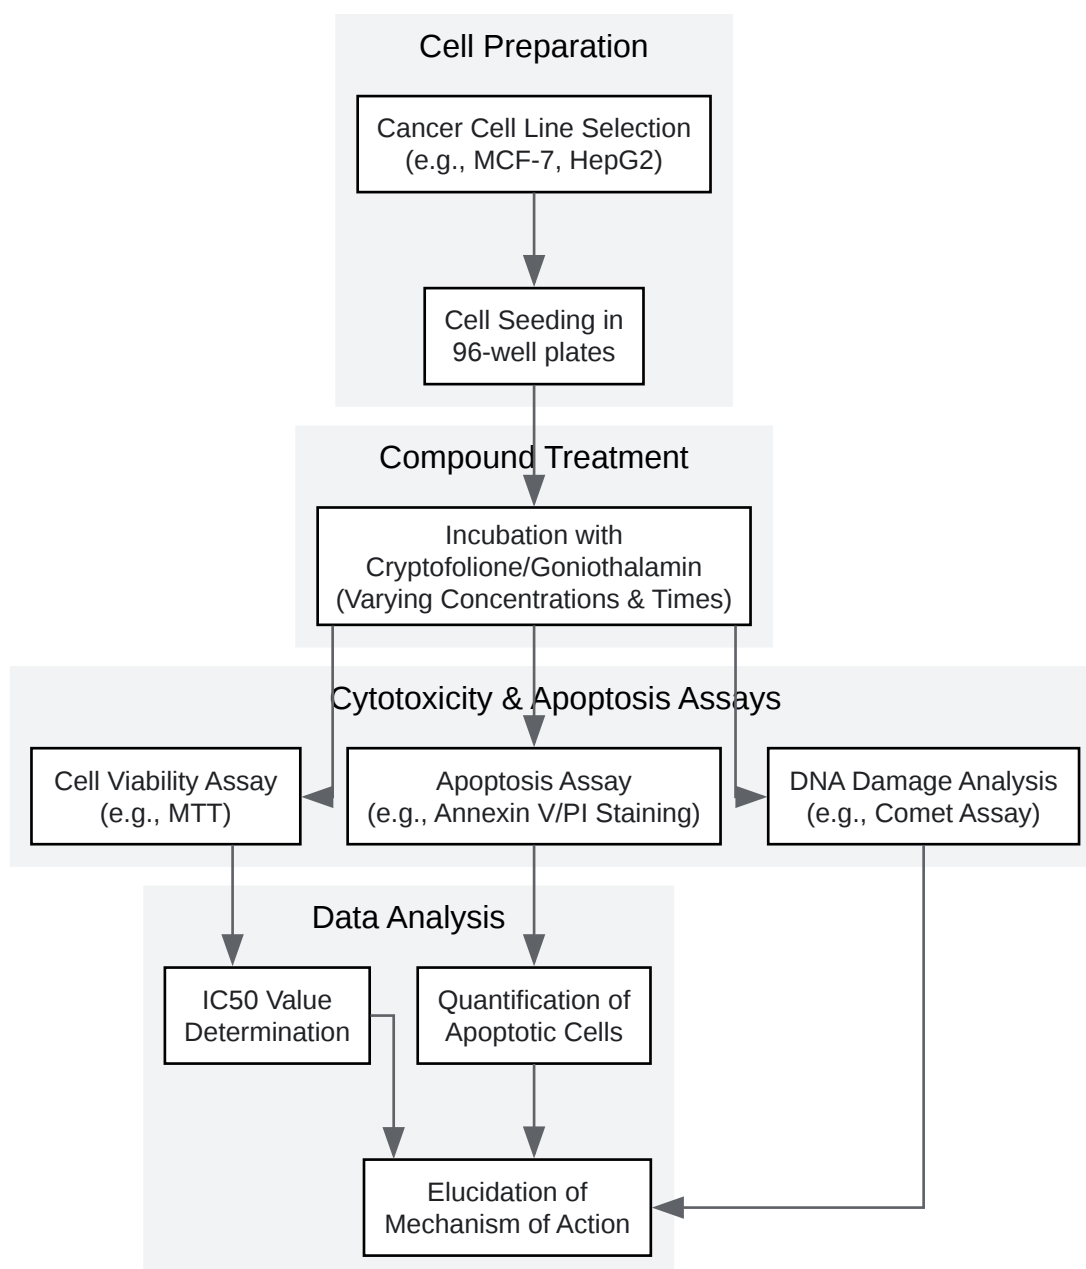 Cell Preparation
Cancer Cell Line Selection
(e.g., MCF-7, HepG2)
Cell Seeding in
96-well plates
Compound Treatment
Incubation with
Cryptofolione/Goniothalamin
(Varying Concentrations & Times)
Cytotoxicity & Apoptosis Assays
Cell Viability Assay
(e.g., MTT)
Apoptosis Assay
(e.g., Annexin V/PI Staining)
DNA Damage Analysis
(e.g., Comet Assay)
Data Analysis
IC50 Value
Determination
Quantification of
Apoptotic Cells
Elucidation of
Mechanism of Action